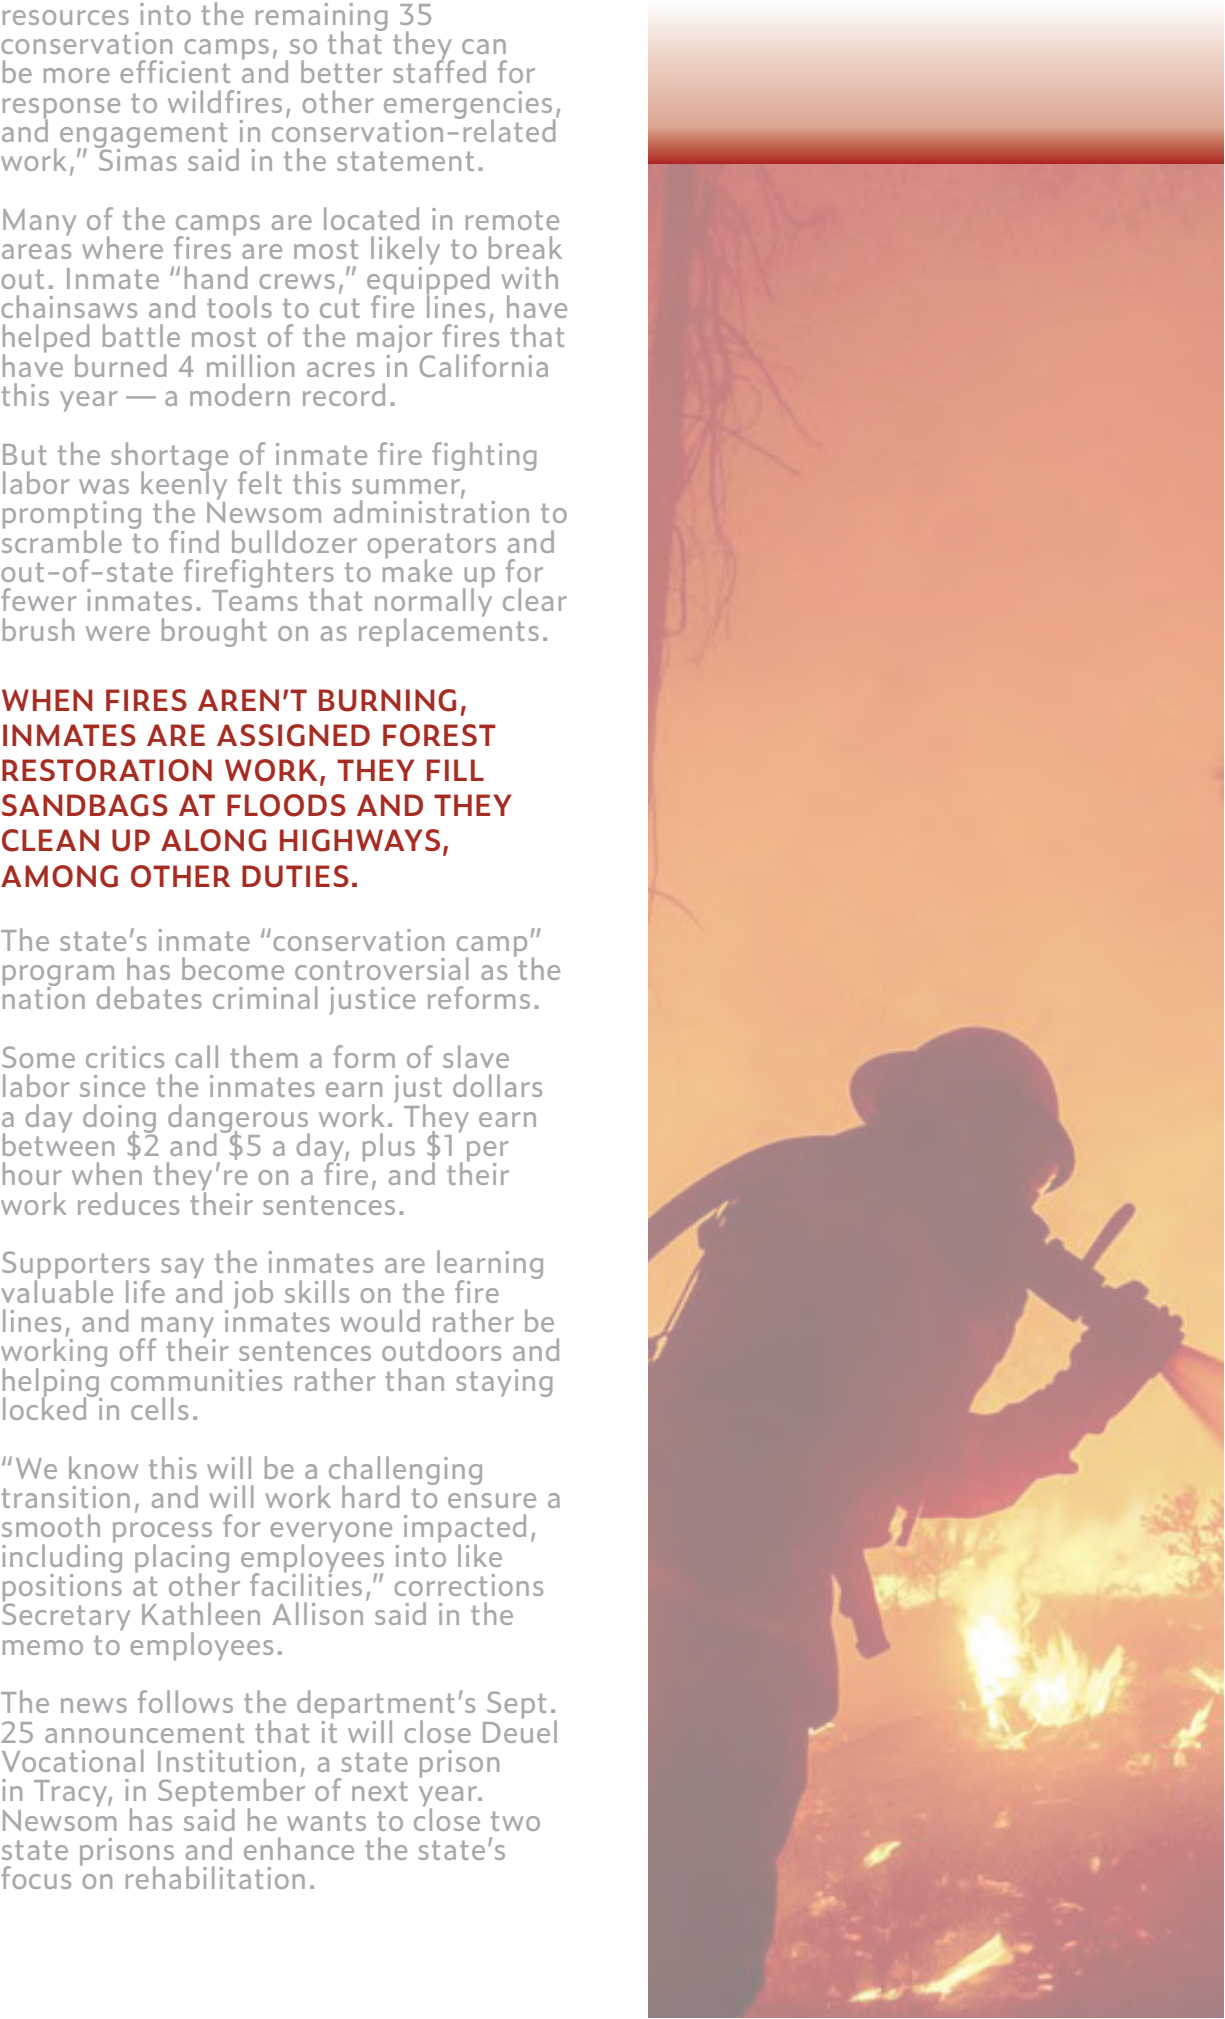 resources into the remaining 35
conservation camps, so that they can
be more efficient and better staffed for
response to wildfires, other emergencies,
and engagement in conservation-related
work,” Simas said in the statement.
Many of the camps are located in remote
areas where fires are most likely to break
out. Inmate “hand crews,” equipped with
chainsaws and tools to cut fire lines, have
helped battle most of the major fires that
have burned 4 million acres in California
this year — a modern record.
But the shortage of inmate fire fighting
labor was keenly felt this summer,
prompting the Newsom administration to
scramble to find bulldozer operators and
out-of-state firefighters to make up for
fewer inmates. Teams that normally clear
brush were brought on as replacements.
WHEN FIRES AREN’T BURNING,
INMATES ARE ASSIGNED FOREST
RESTORATION WORK, THEY FILL
SANDBAGS AT FLOODS AND THEY
CLEAN UP ALONG HIGHWAYS,
AMONG OTHER DUTIES.
The state’s inmate “conservation camp”
program has become controversial as the
nation debates criminal justice reforms.
Some critics call them a form of slave
labor since the inmates earn just dollars
a day doing dangerous work. They earn
between $2 and $5 a day, plus $1 per
hour when they’re on a fire, and their
work reduces their sentences.
Supporters say the inmates are learning
valuable life and job skills on the fire
lines, and many inmates would rather be
working off their sentences outdoors and
helping communities rather than staying
locked in cells.
“We know this will be a challenging
transition, and will work hard to ensure a
smooth process for everyone impacted,
including placing employees into like
positions at other facilities,” corrections
Secretary Kathleen Allison said in the
memo to employees.
The news follows the department’s Sept.
25 announcement that it will close Deuel
Vocational Institution, a state prison
in Tracy, in September of next year.
Newsom has said he wants to close two
state prisons and enhance the state’s
focus on rehabilitation.